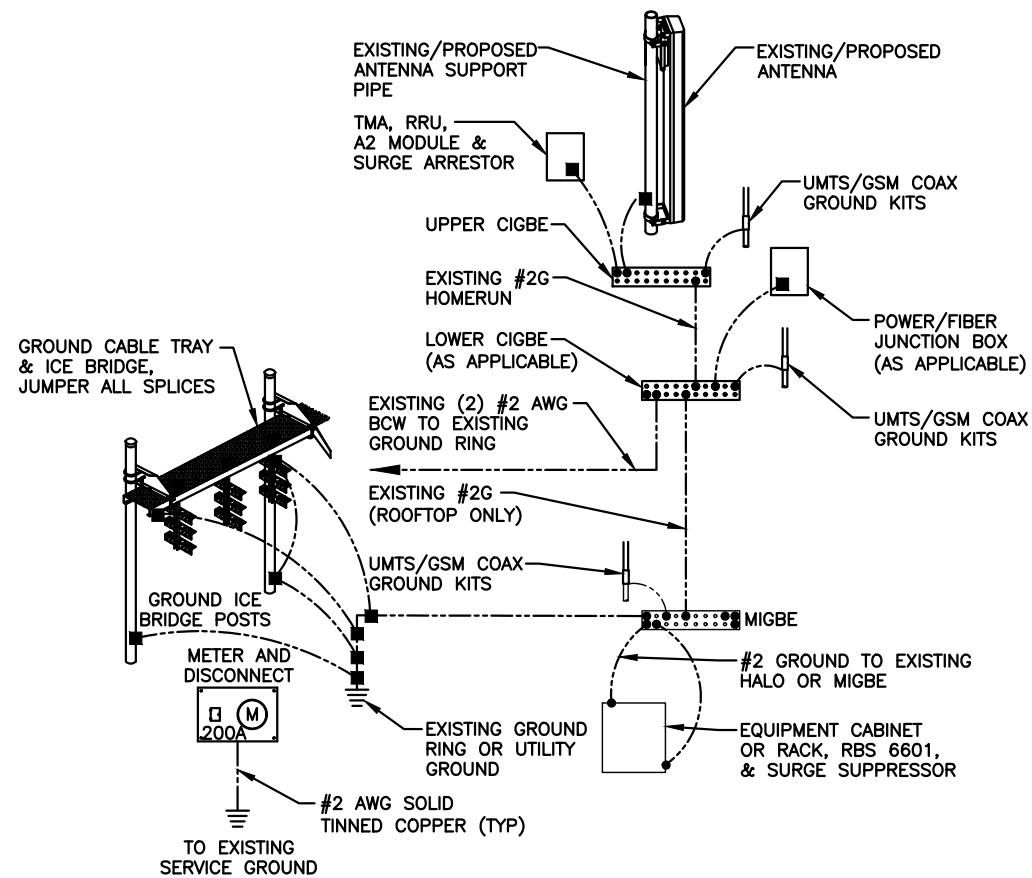 EXISTING/PROPOSED
ANTENNA SUPPORT
PIPE
EXISTING/PROPOSED
ANTENNA
TMA, RRU,
A2 MODULE &
SURGE ARRESTOR
UMTS/GSM COAX
GROUND KITS
UPPER CIGBE
EXISTING #2G
HOMERUN
POWER/FIBER
JUNCTION BOX
(AS APPLICABLE)
LOWER CIGBE
(AS APPLICABLE)
GROUND CABLE TRAY
& ICE BRIDGE,
JUMPER ALL SPLICES
EXISTING (2) #2 AWG
BCW TO EXISTING
GROUND RING
UMTS/GSM COAX
GROUND KITS
EXISTING #2G
(ROOFTOP ONLY)
UMTS/GSM COAX
GROUND KITS
GROUND ICE
BRIDGE POSTS
MIGBE
METER AND
DISCONNECT
M
200A
#2 GROUND TO EXISTING
HALO OR MIGBE
EXISTING GROUND
RING OR UTILITY
GROUND
EQUIPMENT CABINET
OR RACK, RBS 6601,
& SURGE SUPPRESSOR
#2 AWG SOLID
TINNED COPPER (TYP)
TO EXISTING
SERVICE GROUND